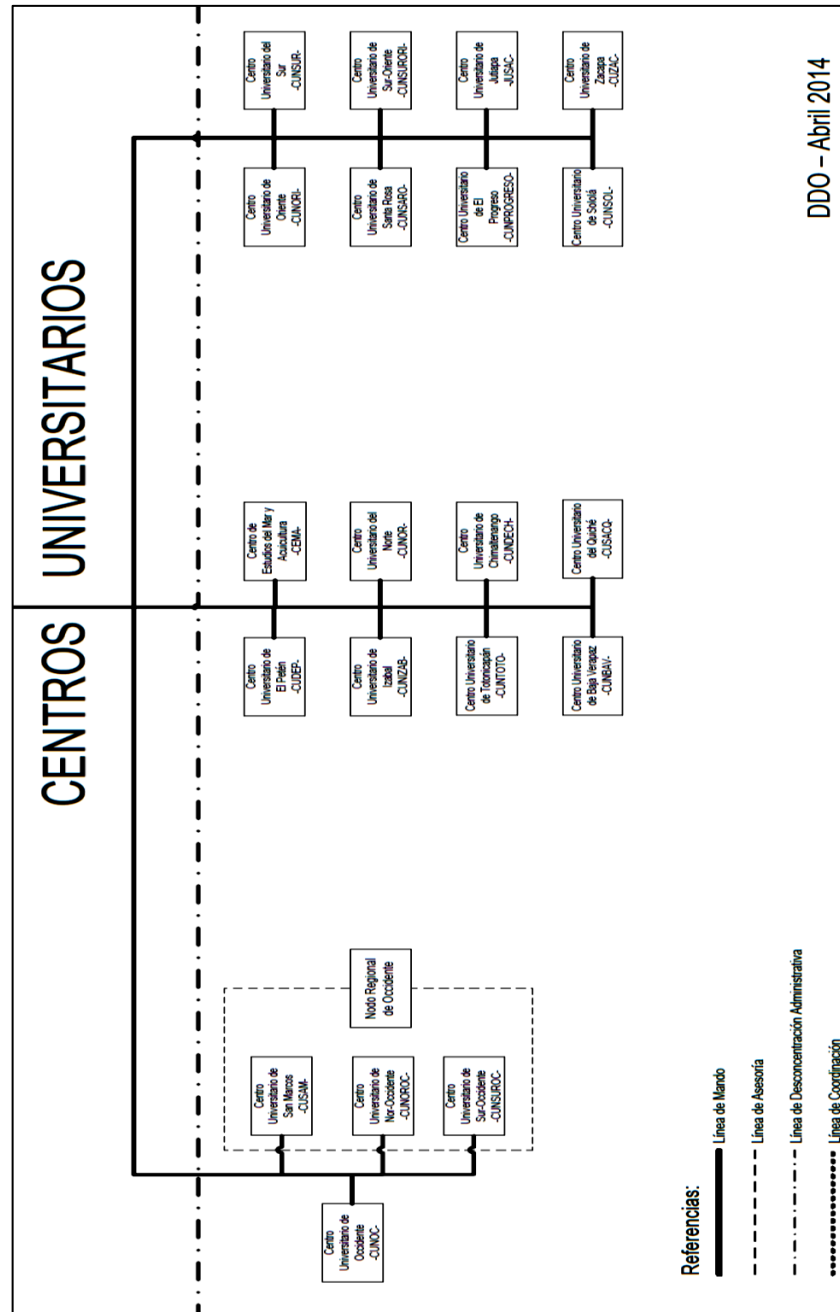 CENTROS UNIVERSITARIOS
Centro
Universitario de
Occidente
-CUNOC-
Centro
Universitario de
San Marcos
-CUSAM-
Centro
Universitario de
Nor-Occidente
-CUNOROC-
Centro
Universitario de
Sur-Occidente
-CUNSUROC-
Nodo Regional
de Occidente
Centro
Universitario de
El Petén
-CUDEP-
Centro de
Estudios del Mar y
Acuicultura
-CEMA-
Centro
Universitario de
Izabal
-CUNIZAB-
Centro
Universitario del
Norte
-CUNOR-
Centro Universitario
de Totonicapán
-CUNTOTO-
Centro
Universitario de
Chimaltenango
-CUNDECH-
Centro Universitario
de Baja Verapaz
-CUNBAV-
Centro Universitario
del Quiché
-CUSACQ-
Centro
Universitario de
Oriente
-CUNORI-
Centro
Universitario del
Sur
-CUNSUR-
Centro
Universitario de
Santa Rosa
-CUNSARO-
Centro
Universitario de
Sur-Oriente
-CUNSURORI-
Centro Universitario
de El
Progreso
-CUNPROGRESO-
Centro
Universitario de
Jutiapa
-JUSAC-
Centro Universitario
de Sololá
-CUNSOL-
Centro
Universitario de
Zacapa
-CUZAC-
Referencias:
Línea de Mando
Línea de Asesoría
Línea de Desconcentración Administrativa
Línea de Coordinación
DDO – Abril 2014